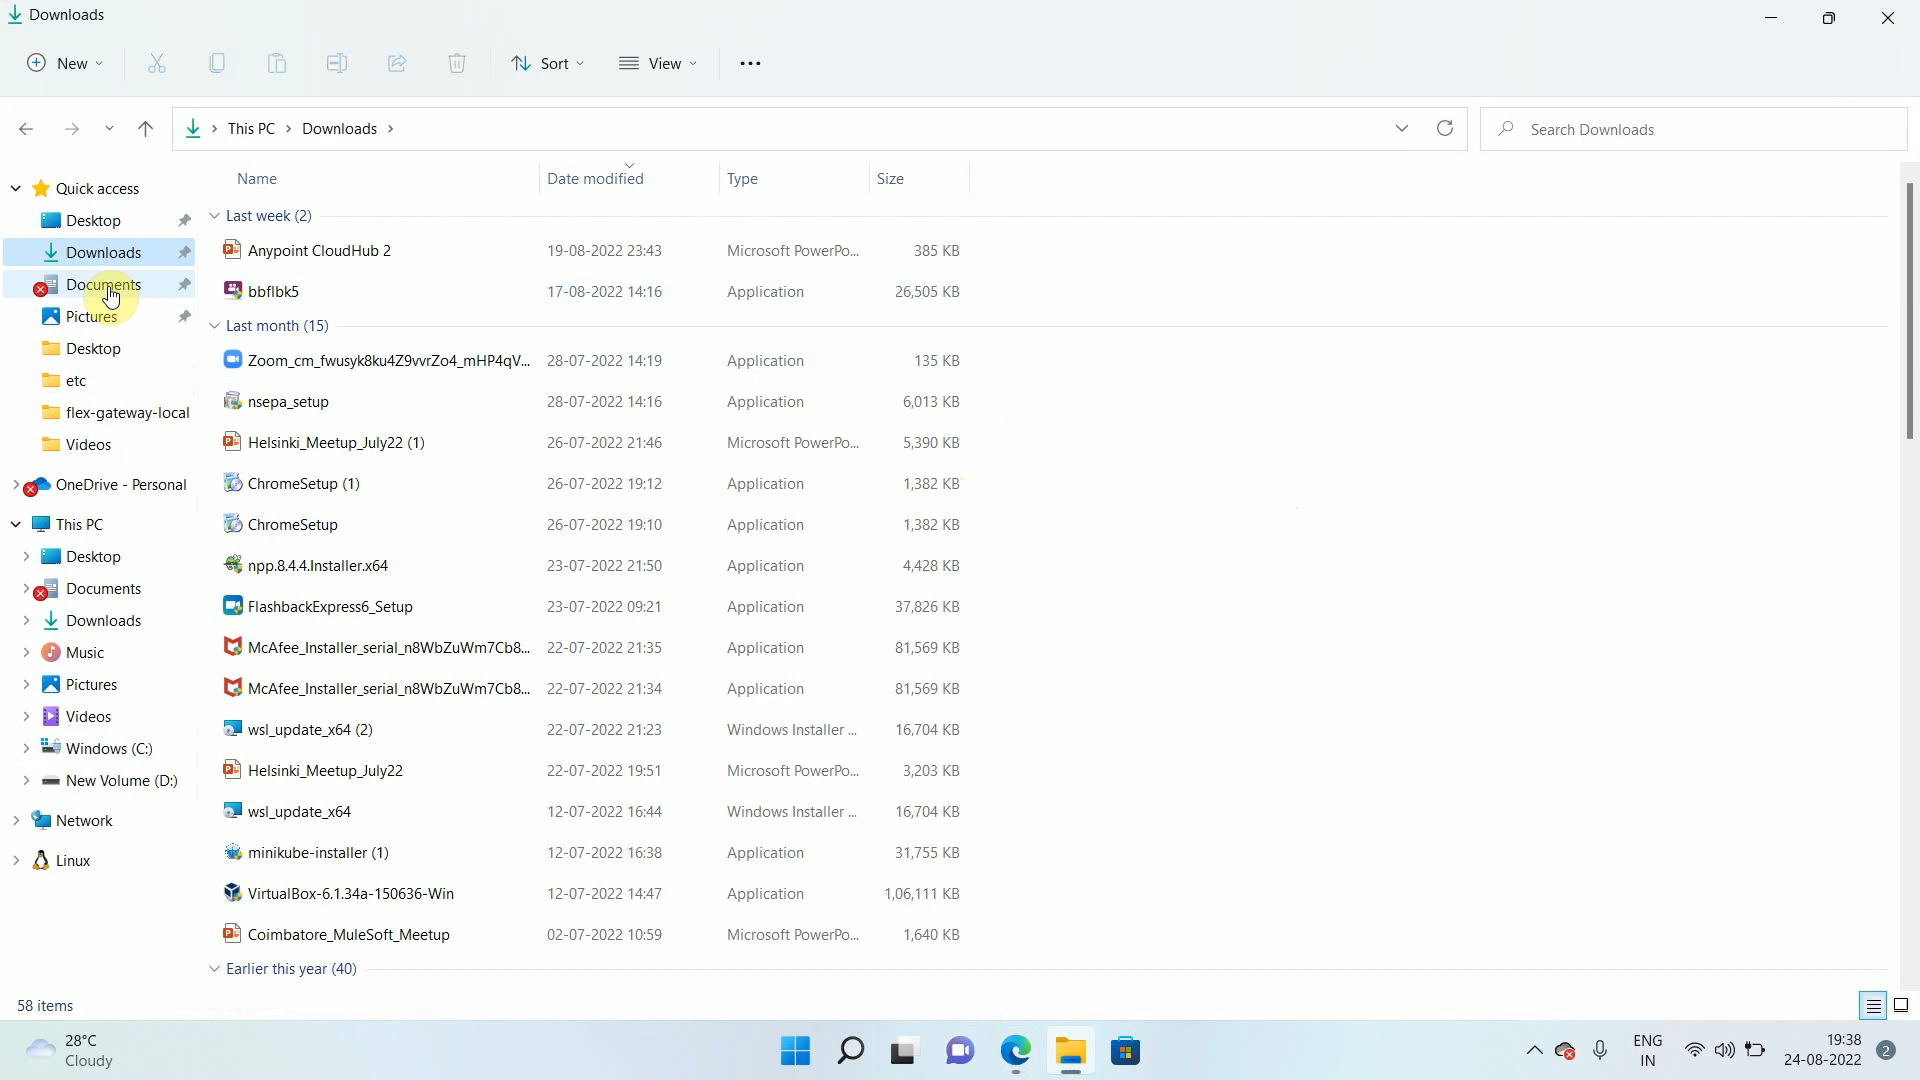 Downloads
New
Sort
View
This PC
Downloads
Search Downloads
Name
Date modified
Type
Size
Quick access
Desktop
Downloads
Documents
Pictures
Desktop
etc
flex-gateway-local
Videos
OneDrive - Personal
This PC
Desktop
Documents
Downloads
Music
Pictures
Videos
Windows (C:)
New Volume (D:)
Network
Linux
Last week (2)
Anypoint CloudHub 2 19-08-2022 23:43 Microsoft PowerPo... 385 KB
bbflbk5 17-08-2022 14:16 Application 26,505 KB
Last month (15)
Zoom_cm_fwusyk8ku4Z9vvrZo4_mHP4qV... 28-07-2022 14:19 Application 135 KB
nsepa_setup 28-07-2022 14:16 Application 6,013 KB
Helsinki_Meetup_July22 (1) 26-07-2022 21:46 Microsoft PowerPo... 5,390 KB
ChromeSetup (1) 26-07-2022 19:12 Application 1,382 KB
ChromeSetup 26-07-2022 19:10 Application 1,382 KB
npp.8.4.4.Installer.x64 23-07-2022 21:50 Application 4,428 KB
FlashbackExpress6_Setup 23-07-2022 09:21 Application 37,826 KB
McAfee_Installer_serial_n8WbZuWm7Cb8... 22-07-2022 21:35 Application 81,569 KB
McAfee_Installer_serial_n8WbZuWm7Cb8... 22-07-2022 21:34 Application 81,569 KB
wsl_update_x64 (2) 22-07-2022 21:23 Windows Installer ... 16,704 KB
Helsinki_Meetup_July22 22-07-2022 19:51 Microsoft PowerPo... 3,203 KB
wsl_update_x64 12-07-2022 16:44 Windows Installer ... 16,704 KB
minikube-installer (1) 12-07-2022 16:38 Application 31,755 KB
VirtualBox-6.1.34a-150636-Win 12-07-2022 14:47 Application 1,06,111 KB
Coimbatore_MuleSoft_Meetup 02-07-2022 10:59 Microsoft PowerPo... 1,640 KB
Earlier this year (40)
58 items
28°C
Cloudy
ENG
IN
19:38
24-08-2022
2